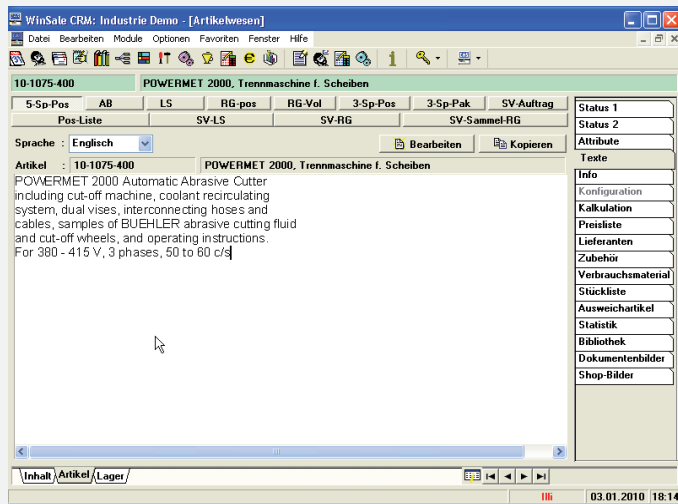 WinSale CRM: Industrie Demo - [Artikelwesen]
Datei Bearbeiten Module Optionen Favoriten Fenster Hilfe
10-1075-400 POWERMET 2000, Trennmaschine f. Scheiben
5-Sp-Pos AB LS RG-pos RG-Vol 3-Sp-Pos 3-Sp-Pak SV-Auftrag
Pos-Liste SV-LS SV-RG SV-Sammel-RG
Sprache : Englisch Bearbeiten Kopieren
Artikel : 10-1075-400 POWERMET 2000, Trennmaschine f. Scheiben
POWERMET 2000 Automatic Abrasive Cutter
including cut-off machine, coolant recirculating
system, dual vises, interconnecting hoses and
cables, samples of BUEHLER abrasive cutting fluid
and cut-off wheels, and operating instructions.
For 380 - 415 V, 3 phases, 50 to 60 c/s
Status 1
Status 2
Attribute
Texte
Info
Konfiguration
Kalkulation
Preisliste
Lieferanten
Zubehör
Verbrauchsmaterial
Stückliste
Ausweichartikel
Statistik
Bibliothek
Dokumentenbilder
Shop-Bilder
Inhalt Artikel Lager
Illi 03.01.2010 18:14